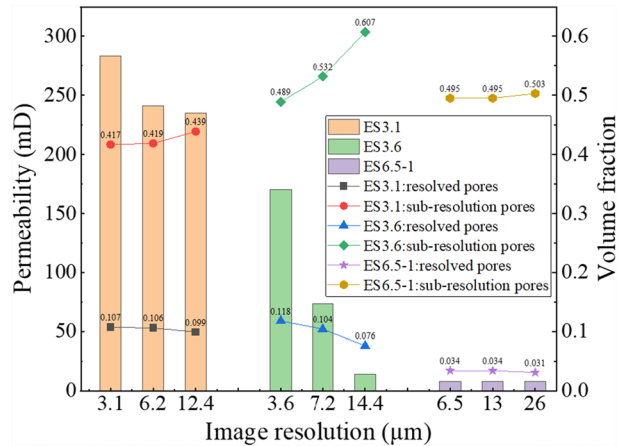 300
250
200
150
100
50
0
Permeability (mD)
0.6
0.5
0.4
0.3
0.2
0.1
0.0
Volume fraction
0.417
0.419
0.439
0.107
0.106
0.099
0.489
0.532
0.607
0.118
0.104
0.076
0.495
0.495
0.503
0.034
0.034
0.031
ES3.1
ES3.6
ES6.5-1
ES3.1:resolved pores
ES3.1:sub-resolution pores
ES3.6:resolved pores
ES3.6:sub-resolution pores
ES6.5-1:resolved pores
ES6.5-1:sub-resolution pores
3.1 6.2 12.4 3.6 7.2 14.4 6.5 13 26
Image resolution (μm)